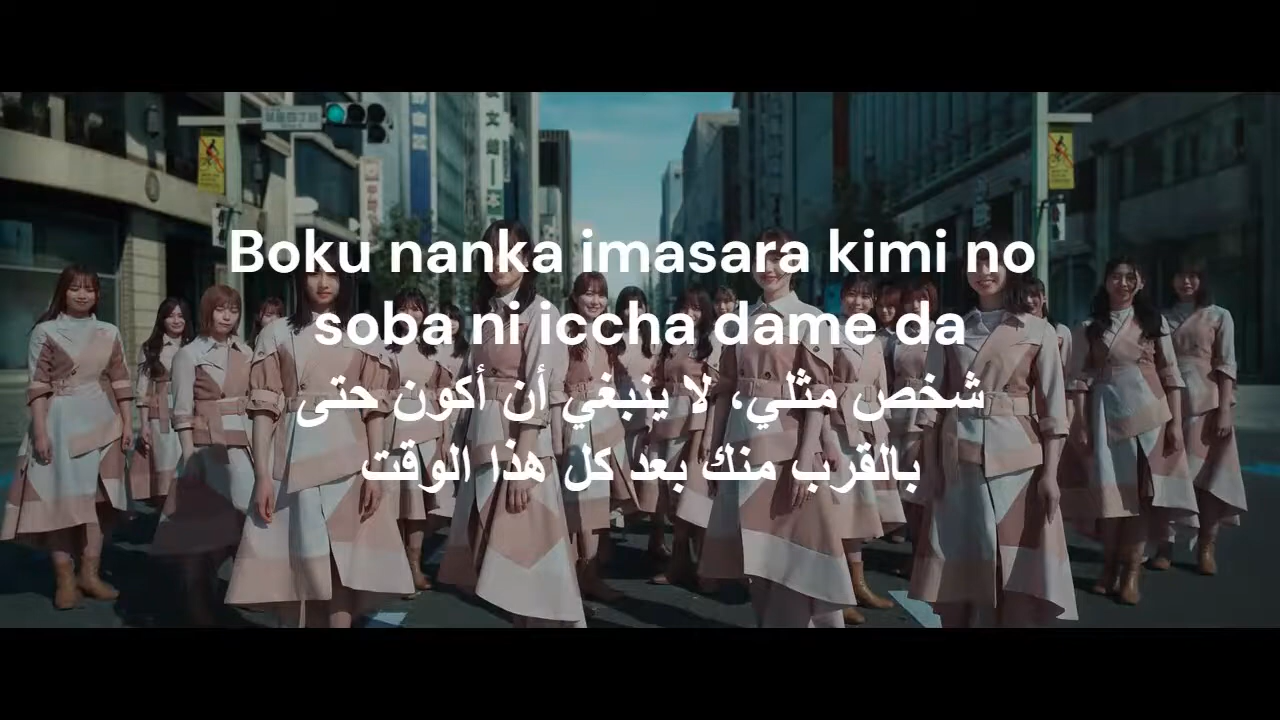 Boku nanka imasara kimi no
soba ni iccha dame da
شخص مثلي، لا ينبغي أن أكون حتى
بالقرب منك بعد كل هذا الوقت